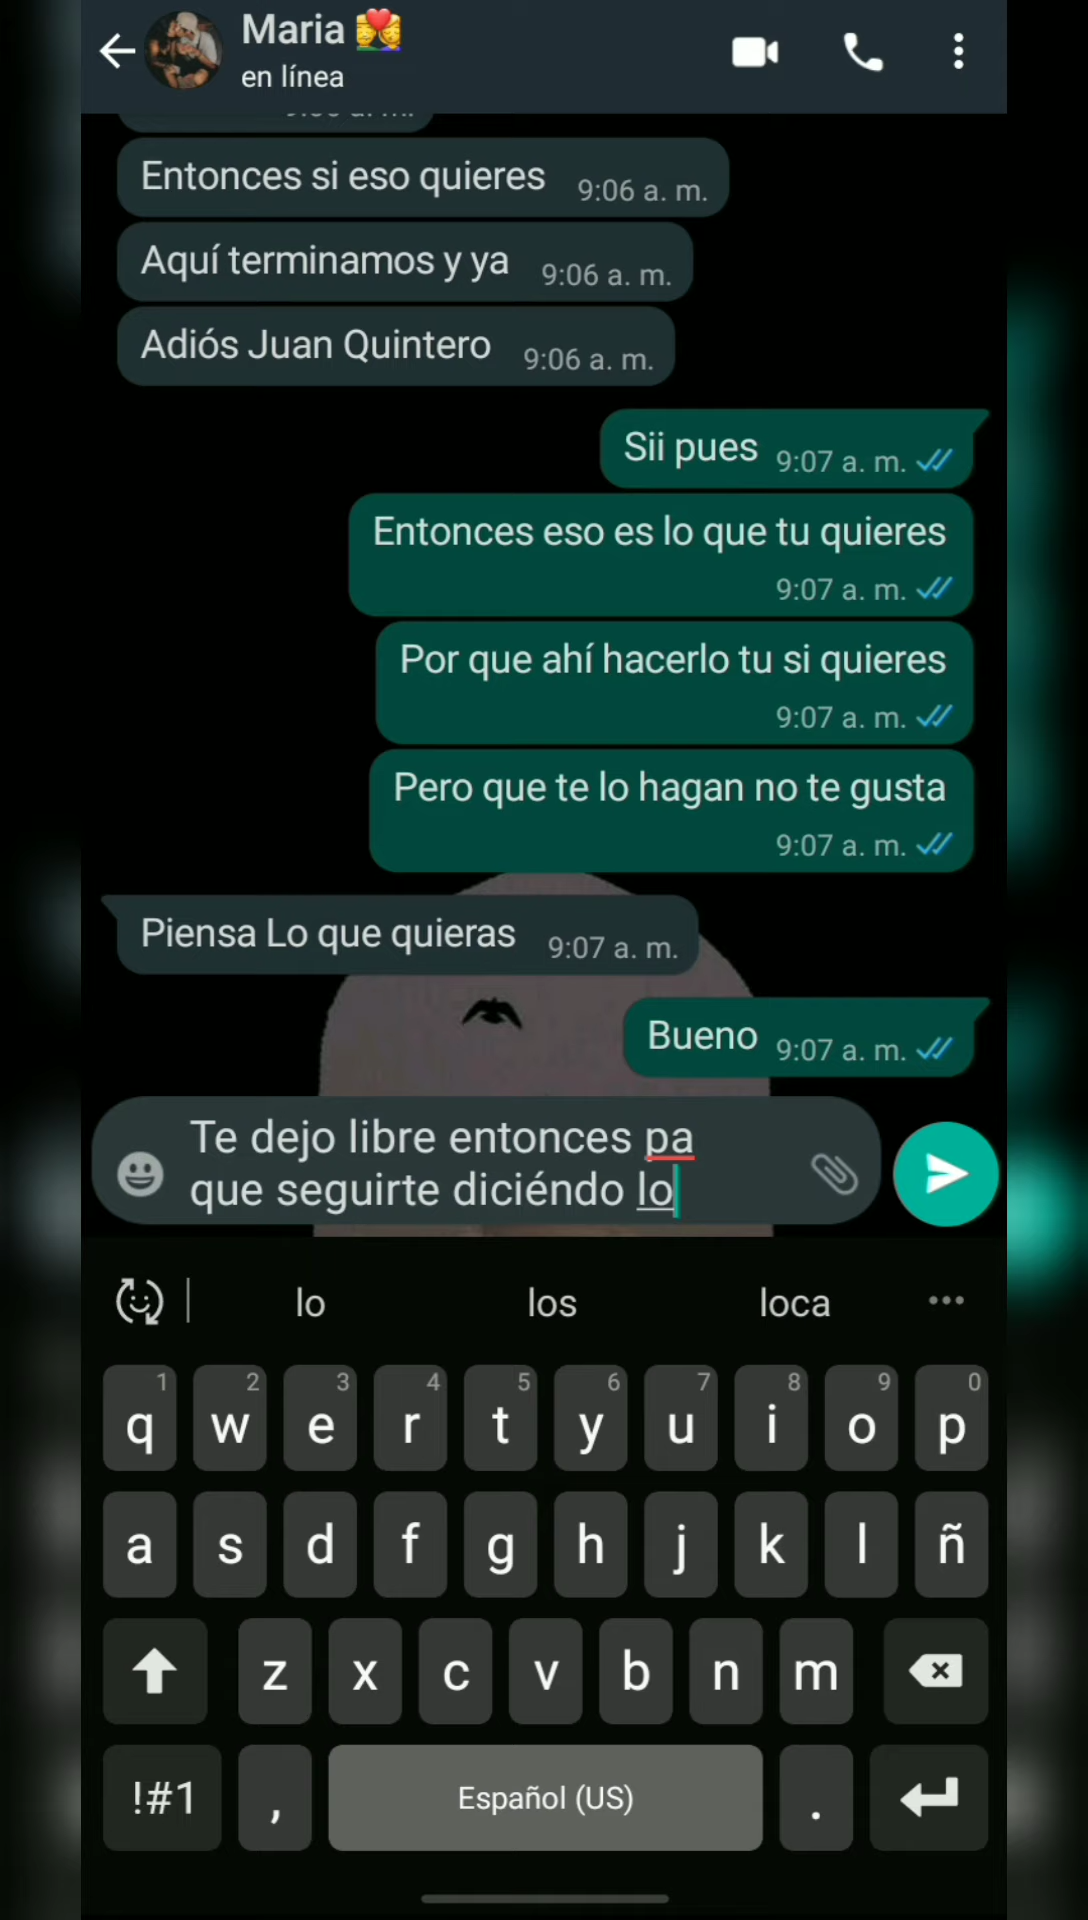 Maria
en línea
Entonces si eso quieres 9:06 a. m.
Aquí terminamos y ya 9:06 a. m.
Adiós Juan Quintero 9:06 a. m.
Sii pues 9:07 a. m.
Entonces eso es lo que tu quieres
9:07 a. m.
Por que ahí hacerlo tu si quieres
9:07 a. m.
Pero que te lo hagan no te gusta
9:07 a. m.
Piensa Lo que quieras 9:07 a. m.
Bueno 9:07 a. m.
Te dejo libre entonces pa
que seguirte diciéndo lo
lo los loca
1 2 3 4 5 6 7 8 9 0
q w e r t y u i o p
a s d f g h j k l ñ
z x c v b n m
!#1 , Español (US) .